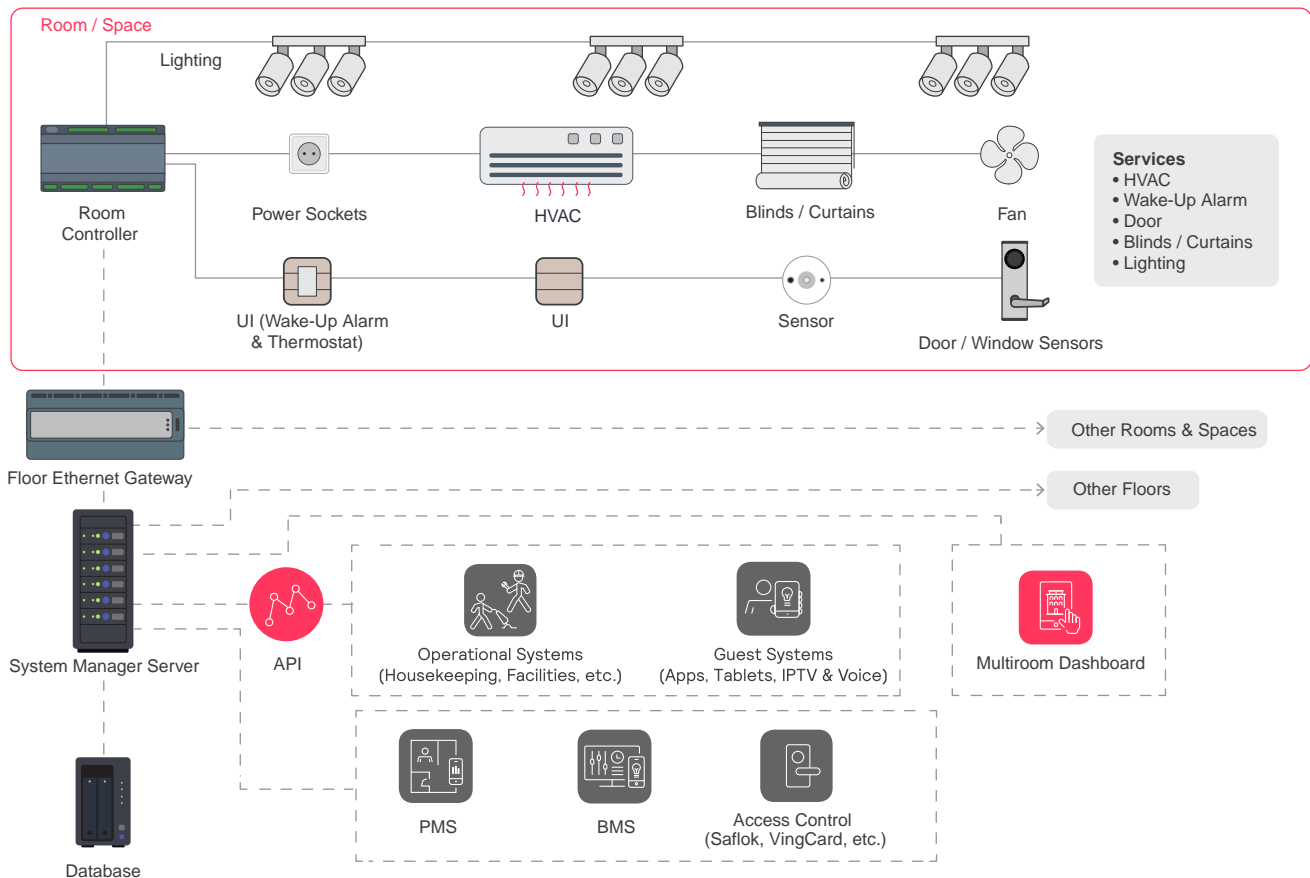 Room / Space
Lighting
Room
Controller
Power Sockets
HVAC
Blinds / Curtains
Fan
Services
• HVAC
• Wake-Up Alarm
• Door
• Blinds / Curtains
• Lighting
UI (Wake-Up Alarm
& Thermostat)
UI
Sensor
Door / Window Sensors
Floor Ethernet Gateway
Other Rooms & Spaces
Other Floors
System Manager Server
API
Operational Systems
(Housekeeping, Facilities, etc.)
Guest Systems
(Apps, Tablets, IPTV & Voice)
Multiroom Dashboard
PMS
BMS
Access Control
(Saflok, VingCard, etc.)
Database